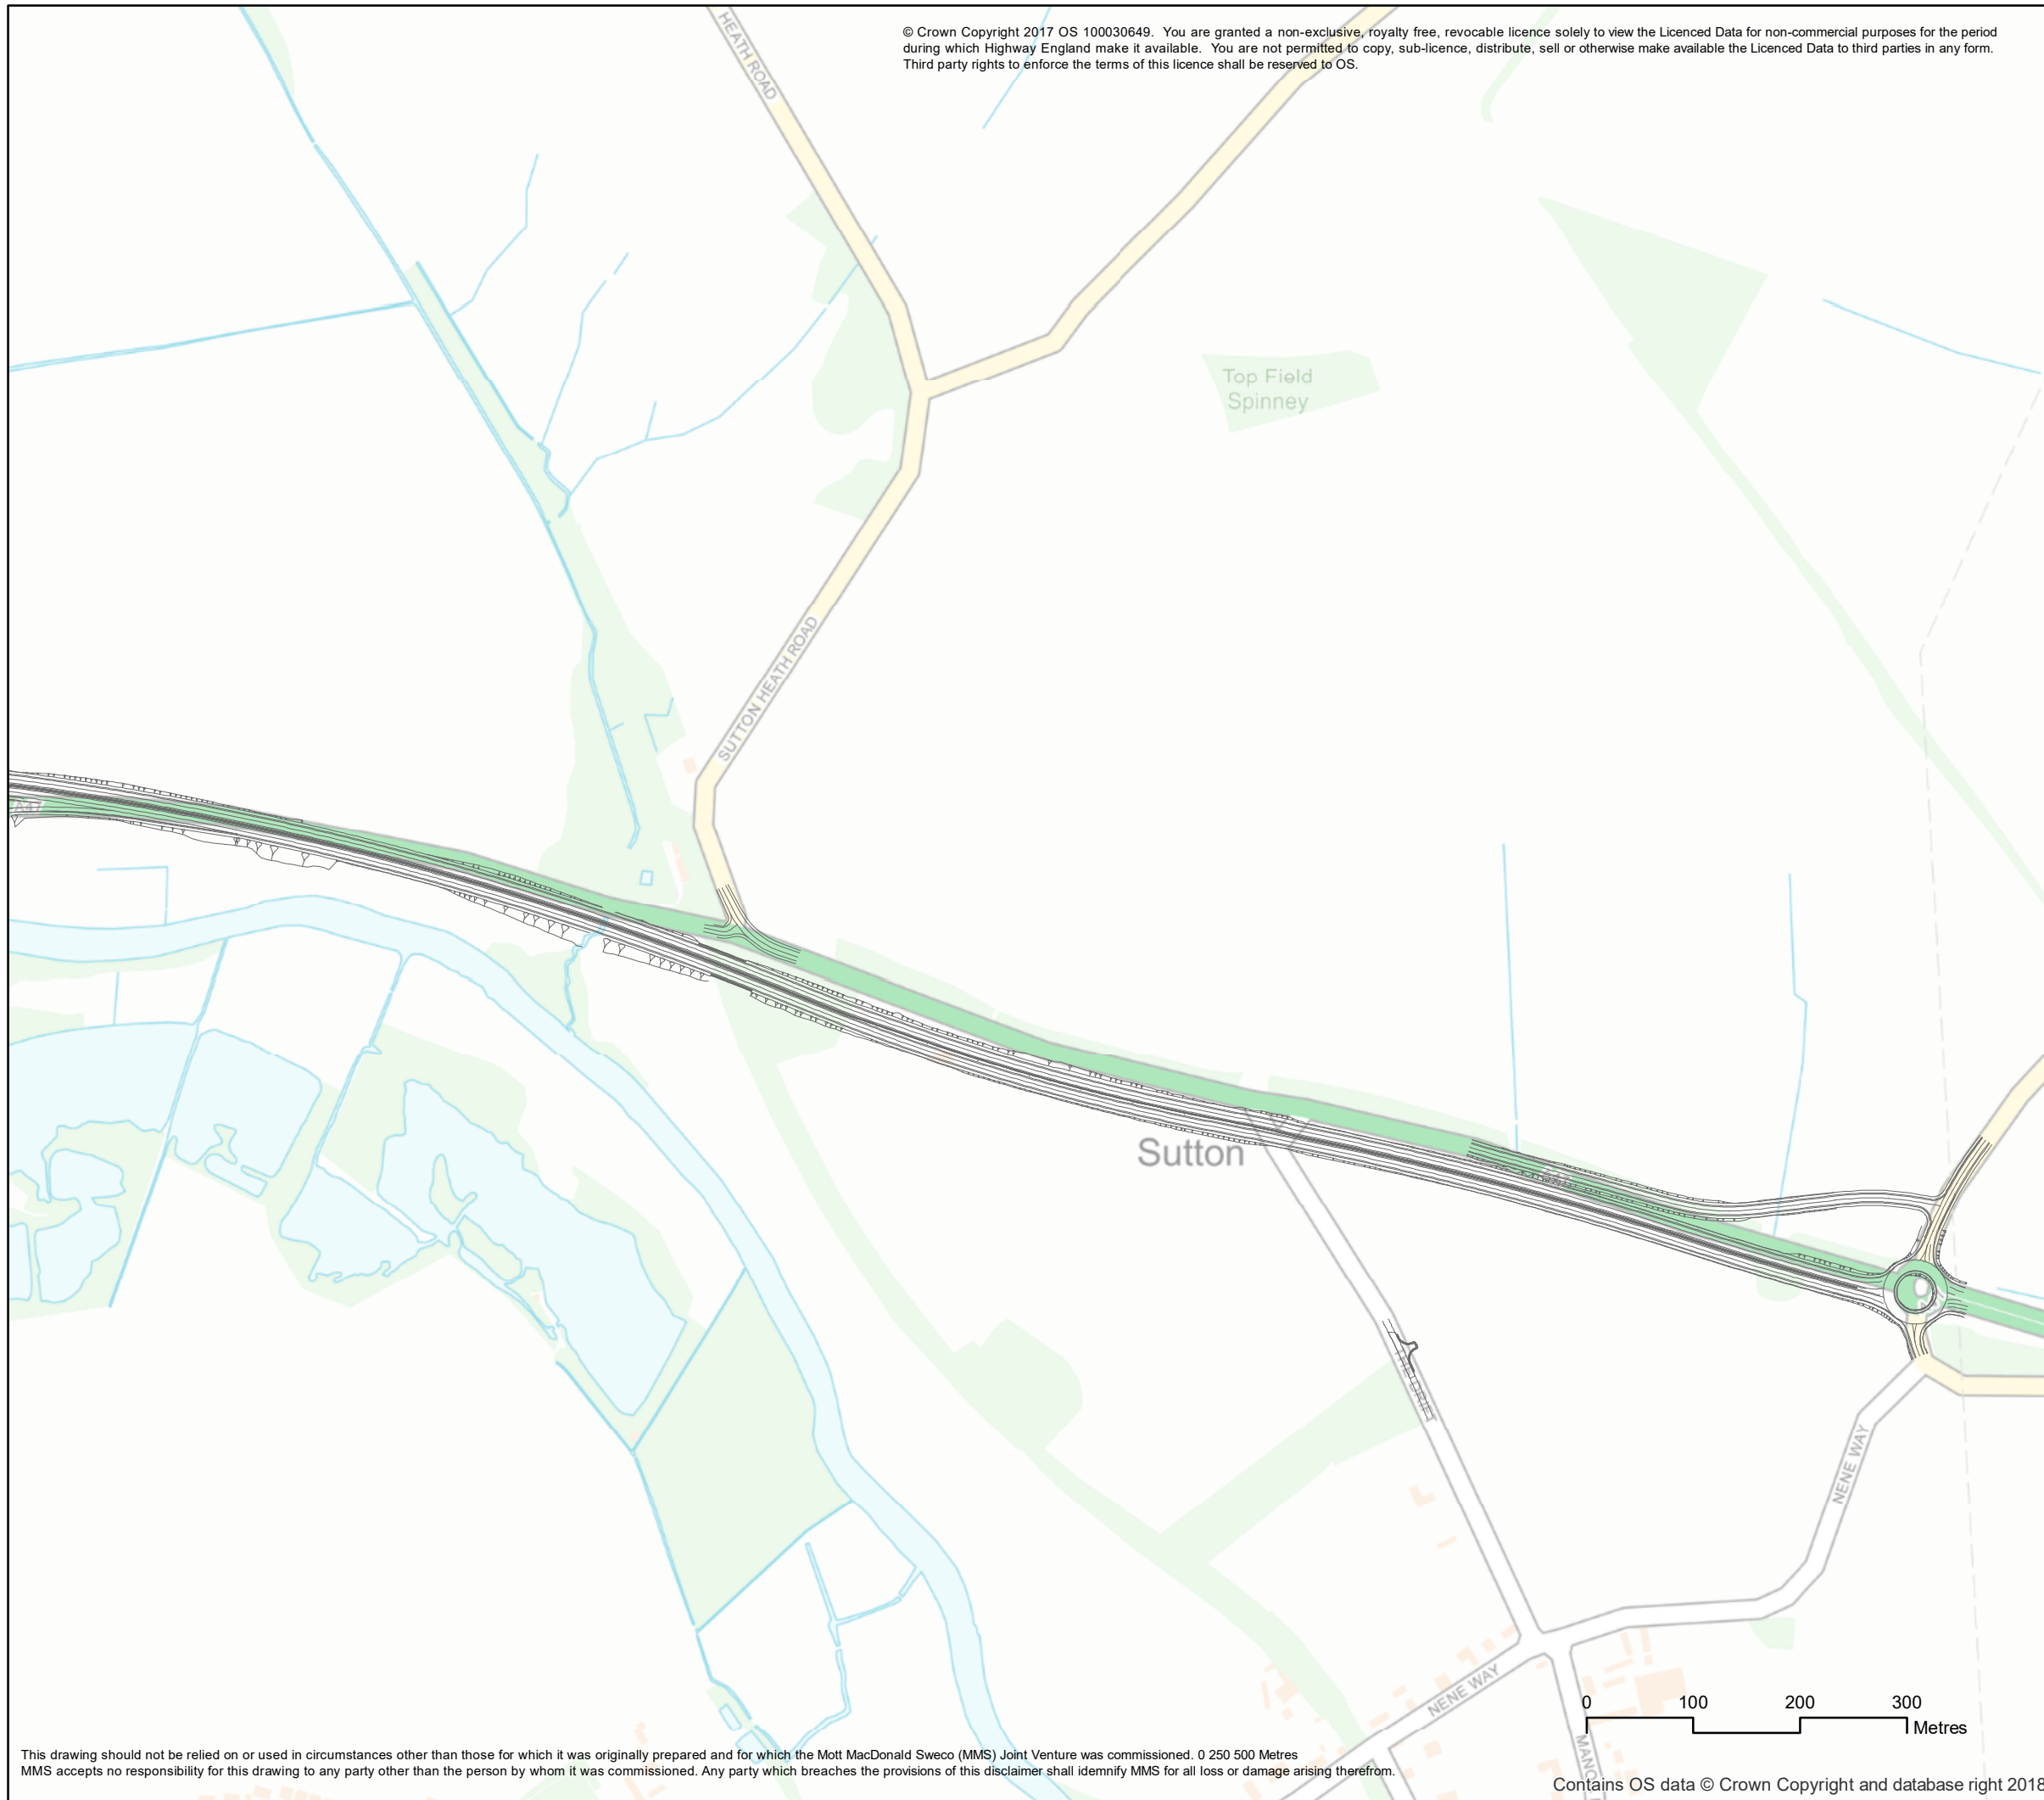 © Crown Copyright 2017 OS 100030649. You are granted a non-exclusive, royalty free, revocable licence solely to view the Licenced Data for non-commercial purposes for the period
during which Highway England make it available. You are not permitted to copy, sub-licence, distribute, sell or otherwise make available the Licenced Data to third parties in any form.
Third party rights to enforce the terms of this licence shall be reserved to OS.
HEATH ROAD
Top Field
Spinney
SUTTON HEATH ROAD
A47
Sutton
THE DRIFT
NENE WAY
NENE WAY
MANO
0 100 200 300
Metres
This drawing should not be relied on or used in circumstances other than those for which it was originally prepared and for which the Mott MacDonald Sweco (MMS) Joint Venture was commissioned. 0 250 500 Metres
MMS accepts no responsibility for this drawing to any party other than the person by whom it was commissioned. Any party which breaches the provisions of this disclaimer shall idemnify MMS for all loss or damage arising therefrom.
Contains OS data © Crown Copyright and database right 2018